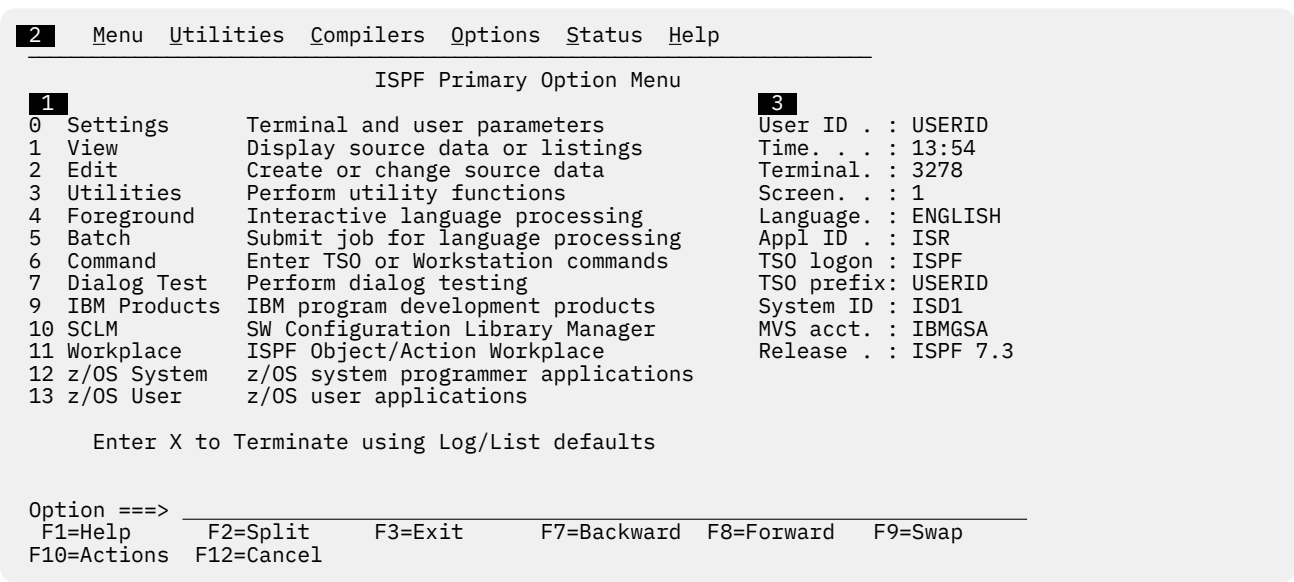 2 Menu Utilities Compilers Options Status Help
ISPF Primary Option Menu
1 3
0 Settings Terminal and user parameters User ID . : USERID
1 View Display source data or listings Time. . . : 13:54
2 Edit Create or change source data Terminal. : 3278
3 Utilities Perform utility functions Screen. . : 1
4 Foreground Interactive language processing Language. : ENGLISH
5 Batch Submit job for language processing Appl ID . : ISR
6 Command Enter TSO or Workstation commands TSO logon : ISPF
7 Dialog Test Perform dialog testing TSO prefix: USERID
9 IBM Products IBM program development products System ID : ISD1
10 SCLM SW Configuration Library Manager MVS acct. : IBMGSA
11 Workplace ISPF Object/Action Workplace Release . : ISPF 7.3
12 z/OS System z/OS system programmer applications
13 z/OS User z/OS user applications
Enter X to Terminate using Log/List defaults
Option ===>
F1=Help F2=Split F3=Exit F7=Backward F8=Forward F9=Swap
F10=Actions F12=Cancel